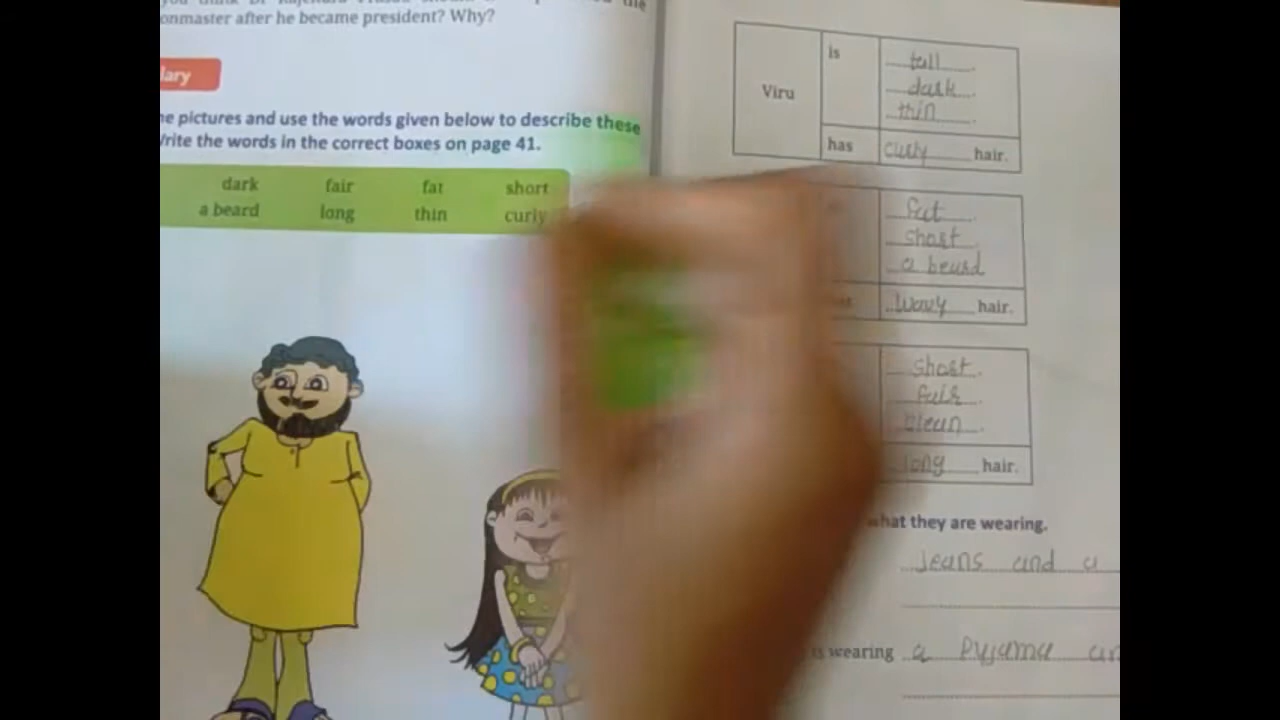 onmaster after he became president? Why?
lary
he pictures and use the words given below to describe these
Write the words in the correct boxes on page 41.
dark fair fat short
a beard long thin curly
Viru
is
tall
dark
thin
has curly hair.
fat
short
a beard
wavy hair.
short
fair
clean
long hair.
what they are wearing.
Jeans and a
is wearing a Pyjama an